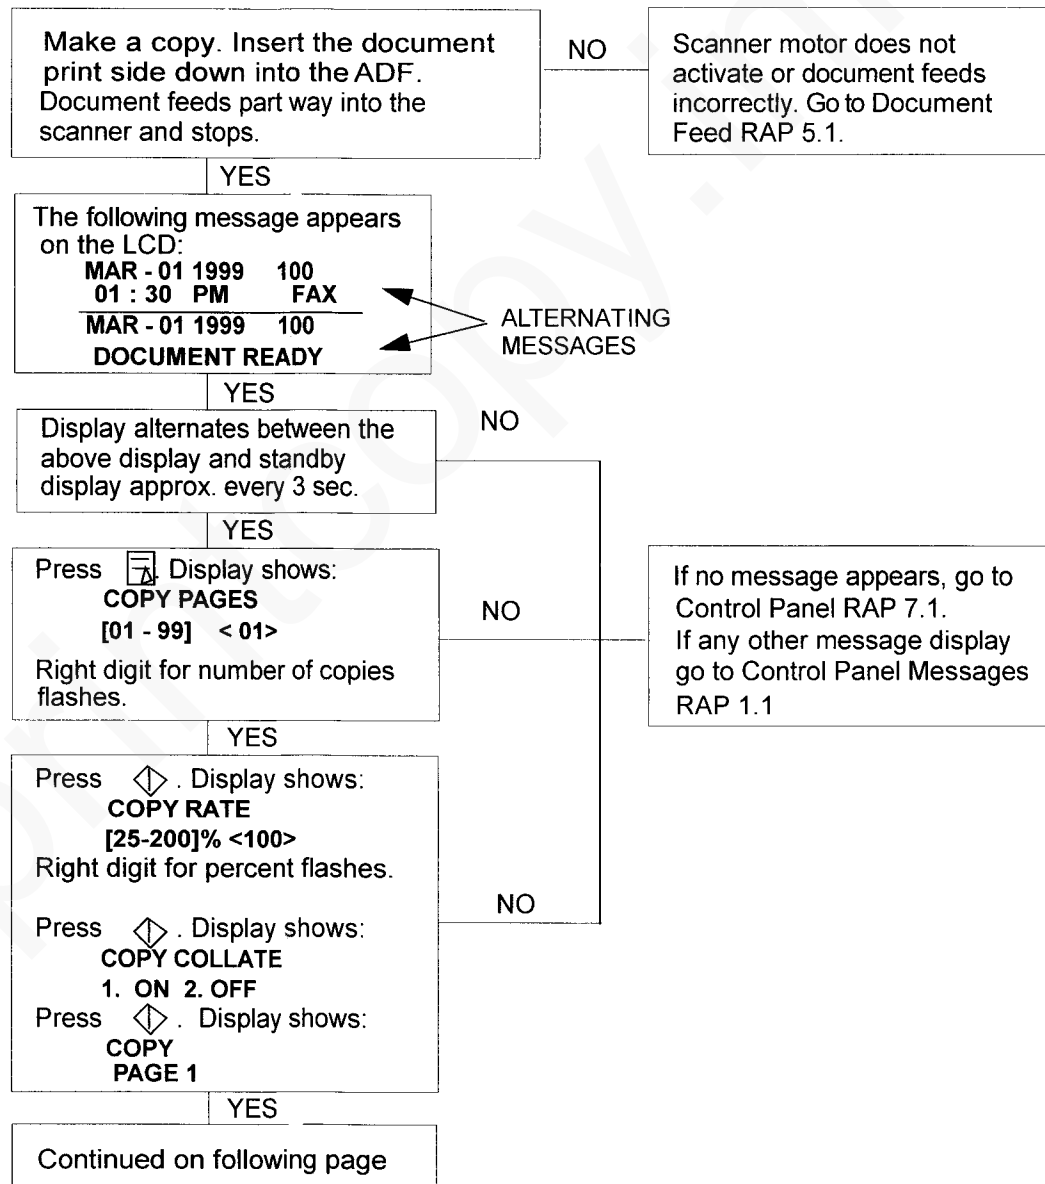 Make a copy. Insert the document
print side down into the ADF.
Document feeds part way into the
scanner and stops.
NO
Scanner motor does not
activate or document feeds
incorrectly. Go to Document
Feed RAP 5.1.
YES
The following message appears
on the LCD:
MAR - 01 1999 100
01 : 30 PM FAX
MAR - 01 1999 100
DOCUMENT READY
ALTERNATING
MESSAGES
YES
Display alternates between the
above display and standby
display approx. every 3 sec.
NO
YES
Press . Display shows:
COPY PAGES
[01 - 99] < 01>
Right digit for number of copies
flashes.
NO
If no message appears, go to
Control Panel RAP 7.1.
If any other message display
go to Control Panel Messages
RAP 1.1
YES
Press . Display shows:
COPY RATE
[25-200]% <100>
Right digit for percent flashes.
Press . Display shows:
COPY COLLATE
1. ON 2. OFF
Press . Display shows:
COPY
PAGE 1
NO
YES
Continued on following page